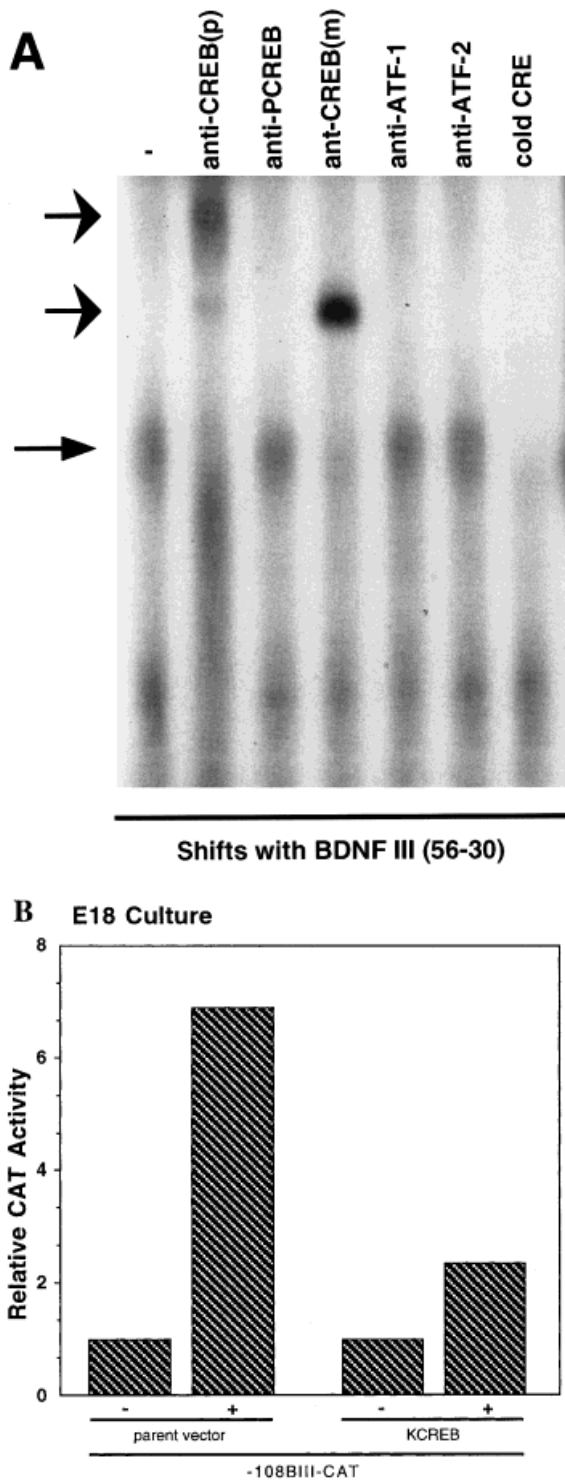 A
-
anti-CREB(p)
anti-PCREB
ant-CREB(m)
anti-ATF-1
anti-ATF-2
cold CRE
Shifts with BDNF III (56-30)
B E18 Culture
8
6
4
2
0
Relative CAT Activity
- + - +
parent vector KCREB
-108BIII-CAT